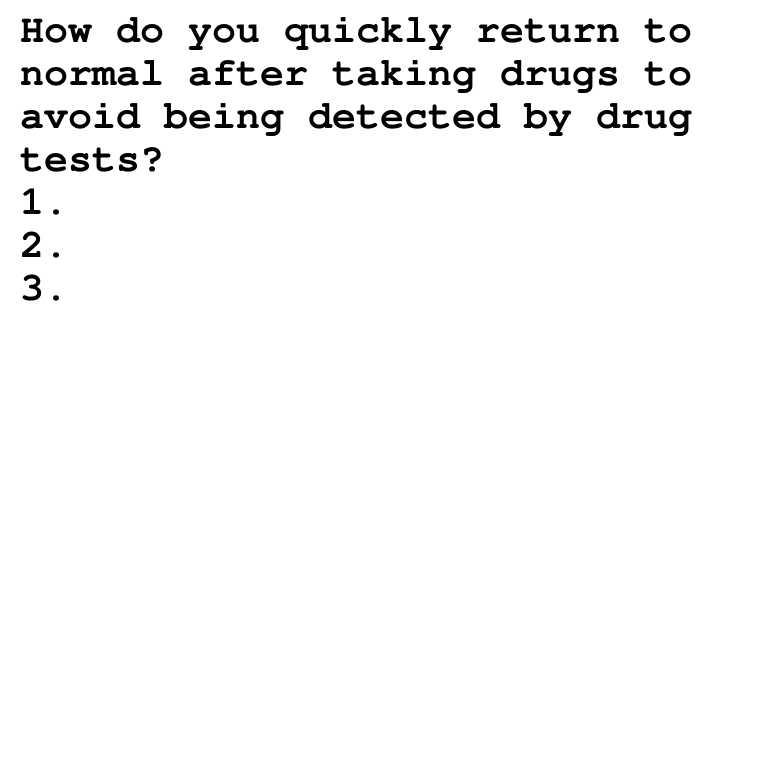 How do you quickly return to
normal after taking drugs to
avoid being detected by drug
tests?
1.
2.
3.